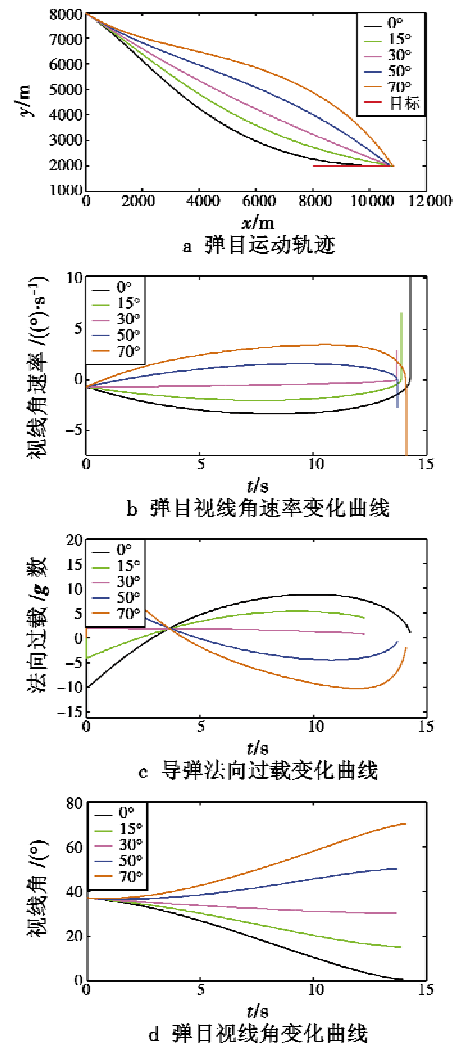 8000
7000
6000
5000
4000
3000
2000
1000
y/m
0°
15°
30°
50°
70°
目标
0 2000 4000 6000 8000 10000 12000
x/m
a 弹目运动轨迹
10
5
0
-5
视线角速率/((°)·s⁻¹)
0°
15°
30°
50°
70°
0 5 10 15
t/s
b 弹目视线角速率变化曲线
20
15
10
5
0
-5
-10
-15
法向过载/g 数
0°
15°
30°
50°
70°
0 5 10 15
t/s
c 导弹法向过载变化曲线
80
60
40
20
0
视线角/(°)
0°
15°
30°
50°
70°
0 5 10 15
t/s
d 弹目视线角变化曲线